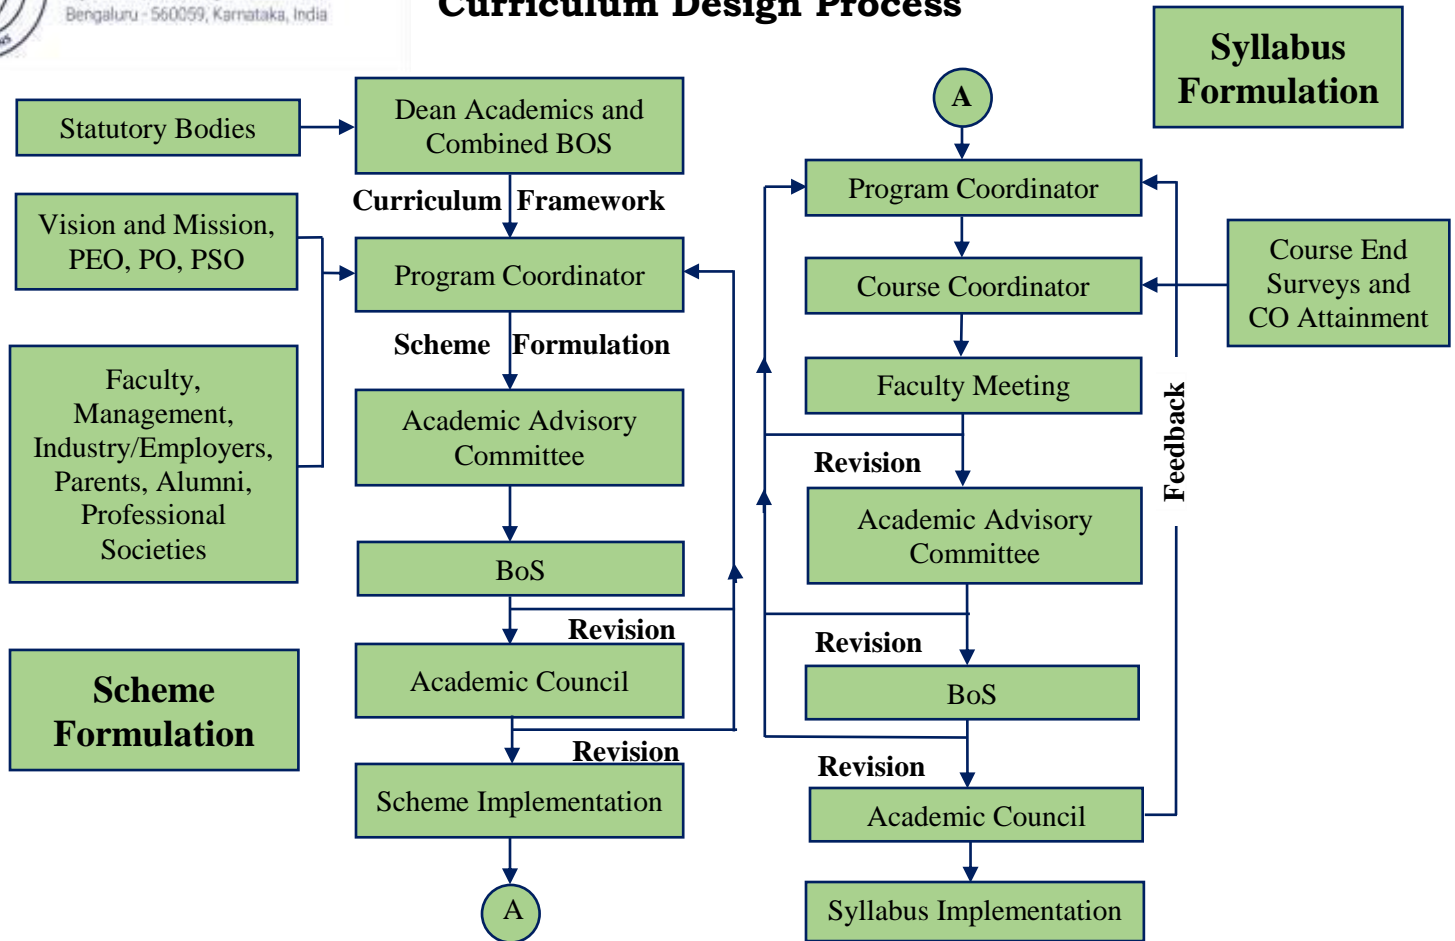 Bengaluru - 560059, Karnataka, India
Curriculum Design Process
Statutory Bodies
Dean Academics and
Combined BOS
Curriculum Framework
Vision and Mission,
PEO, PO, PSO
Program Coordinator
Scheme Formulation
Faculty,
Management,
Industry/Employers,
Parents, Alumni,
Professional
Societies
Academic Advisory
Committee
BoS
Revision
Academic Council
Revision
Scheme
Formulation
Scheme Implementation
A
Syllabus
Formulation
A
Program Coordinator
Course Coordinator
Course End
Surveys and
CO Attainment
Faculty Meeting
Revision
Feedback
Academic Advisory
Committee
Revision
BoS
Revision
Academic Council
Syllabus Implementation